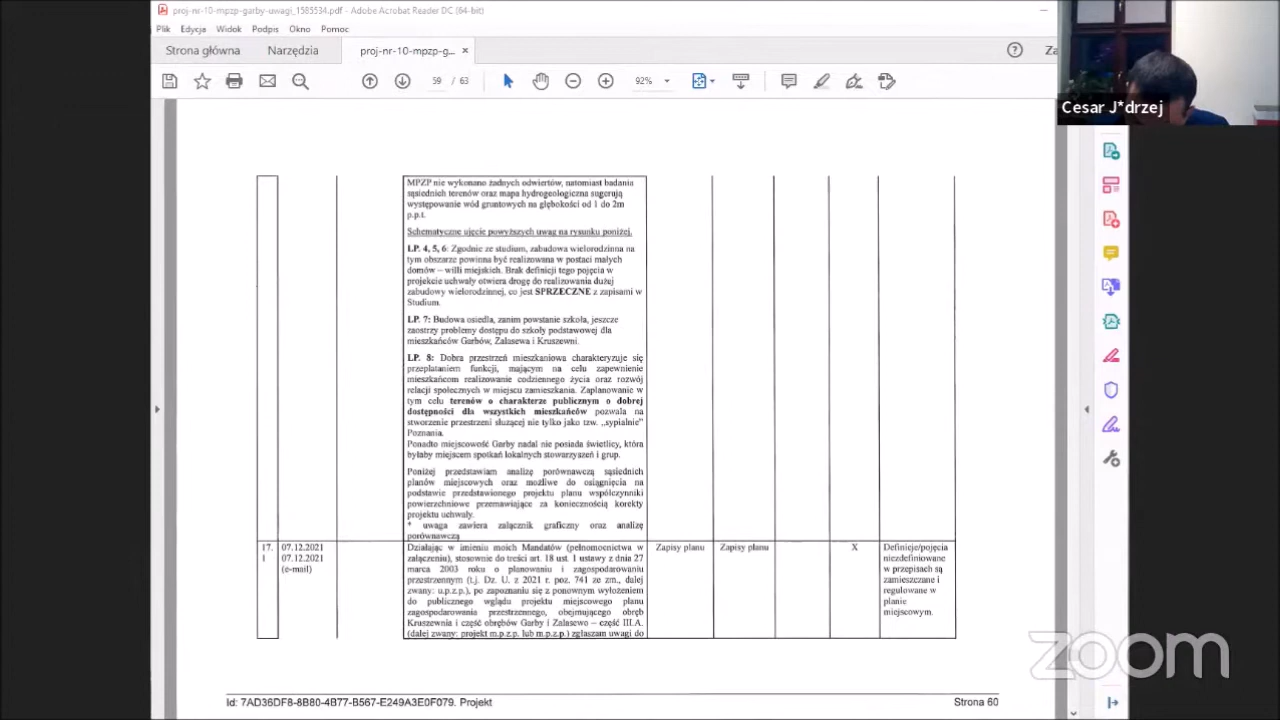 proj-nr-10-mpzp-garby-uwagi_1585534.pdf - Adobe Acrobat Reader DC (64-bit)
Plik Edycja Widok Podpis Okno Pomoc
Strona główna Narzędzia proj-nr-10-mpzp-g... × Za
59 / 63 92%
Cesar J*drzej
MPZP nie wykonano żadnych odwiertów, natomiast badania
sąsiednich terenów oraz mapa hydrogeologiczna sugerują
występowanie wód gruntowych na głębokości od 1 do 2m
p.p.t.
Schematyczne ujęcie powyższych uwag na rysunku poniżej.
LP. 4, 5, 6: Zgodnie ze studium, zabudowa wielorodzinna na
tym obszarze powinna być realizowana w postaci małych
domów – willi miejskich. Brak definicji tego pojęcia w
projekcie uchwały otwiera drogę do realizowania dużej
zabudowy wielorodzinnej, co jest SPRZECZNE z zapisami w
Studium.
LP. 7: Budowa osiedla, zanim powstanie szkoła, jeszcze
zaostrzy problemy dostępu do szkoły podstawowej dla
mieszkańców Garbów, Zalasewa i Kruszewni.
LP. 8: Dobra przestrzeń mieszkaniowa charakteryzuje się
przeplataniem funkcji, mającym na celu zapewnienie
mieszkańcom realizowanie codziennego życia oraz rozwój
relacji społecznych w miejscu zamieszkania. Zaplanowanie w
tym celu terenów o charakterze publicznym o dobrej
dostępności dla wszystkich mieszkańców pozwala na
stworzenie przestrzeni służącej nie tylko jako tzw. „sypialnie”
Poznania.
Ponadto miejscowość Garby nadal nie posiada świetlicy, która
byłaby miejscem spotkań lokalnych stowarzyszeń i grup.
Poniżej przedstawiam analizę porównawczą sąsiednich
planów miejscowych oraz możliwe do osiągnięcia na
podstawie przedstawionego projektu planu współczynniki
powierzchniowe przemawiające za koniecznością korekty
projektu uchwały.
* uwaga zawiera załącznik graficzny oraz analizę
porównawczą
17.
1
07.12.2021
07.12.2021
(e-mail)
Działając w imieniu moich Mandatów (pełnomocnictwa w
załączeniu), stosownie do treści art. 18 ust. 1 ustawy z dnia 27
marca 2003 roku o planowaniu i zagospodarowaniu
przestrzennym (t.j. Dz. U. z 2021 r. poz. 741 ze zm., dalej
zwany: u.p.z.p.), po zapoznaniu się z ponownym wyłożeniem
do publicznego wglądu projektu miejscowego planu
zagospodarowania przestrzennego, obejmującego obręb
Kruszewnia i część obrębów Garby i Zalasewo – część III.A.
(dalej zwany: projekt m.p.z.p. lub m.p.z.p.) zgłaszam uwagi do
Zapisy planu
Zapisy planu
X
Definicje/pojęcia
niezdefiniowane
w przepisach są
zamieszczane i
regulowane w
planie
miejscowym.
zoom
Id: 7AD36DF8-8B80-4B77-B567-E249A3E0F079. Projekt
Strona 60